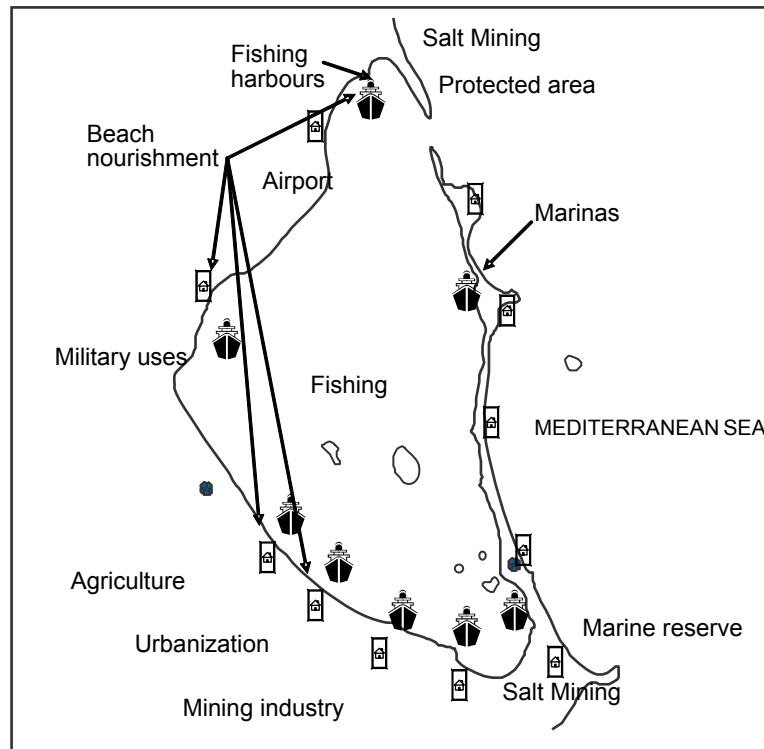 Salt Mining
Fishing
harbours
Protected area
Beach
nourishment
Airport
Marinas
Military uses
Fishing
MEDITERRANEAN SEA
Agriculture
Urbanization
Marine reserve
Salt Mining
Mining industry